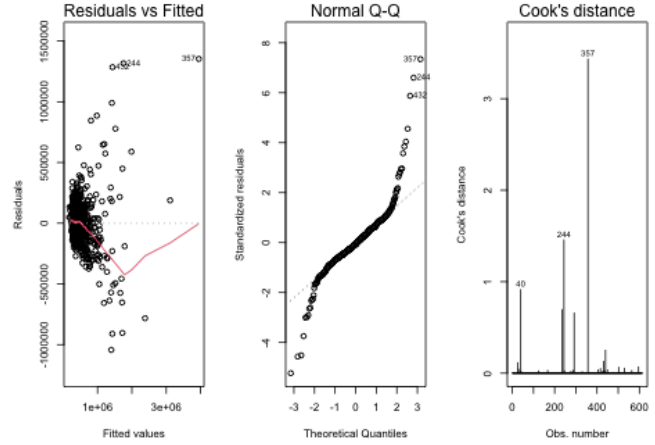 Residuals vs Fitted
Residuals
-1000000 -500000 0 500000 1000000 1500000
432
244
357
1e+06 3e+06
Fitted values
Normal Q-Q
Standardized residuals
-4 -2 0 2 4 6 8
357
244
432
-3 -2 -1 0 1 2 3
Theoretical Quantiles
Cook's distance
Cook's distance
0 1 2 3
357
244
40
0 200 400 600
Obs. number